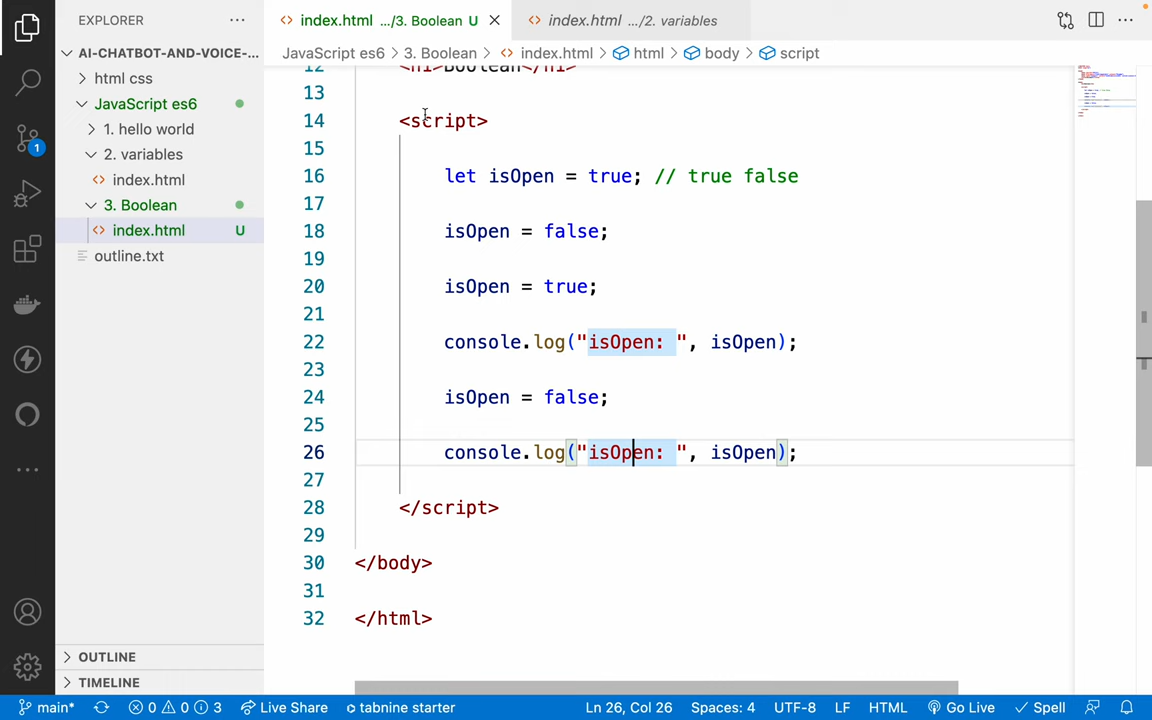 EXPLORER
index.html .../3. Boolean U
index.html .../2. variables
AI-CHATBOT-AND-VOICE-...
JavaScript es6 > 3. Boolean > index.html > html > body > script
html css
JavaScript es6
1. hello world
2. variables
index.html
3. Boolean
index.html U
outline.txt
12 <h1>Boolean</h1>
13
14 <script>
15
16 let isOpen = true; // true false
17
18 isOpen = false;
19
20 isOpen = true;
21
22 console.log("isOpen: ", isOpen);
23
24 isOpen = false;
25
26 console.log("isOpen: ", isOpen);
27
28 </script>
29
30 </body>
31
32 </html>
1
OUTLINE
TIMELINE
main* 0 0 3 Live Share tabnine starter Ln 26, Col 26 Spaces: 4 UTF-8 LF HTML Go Live Spell